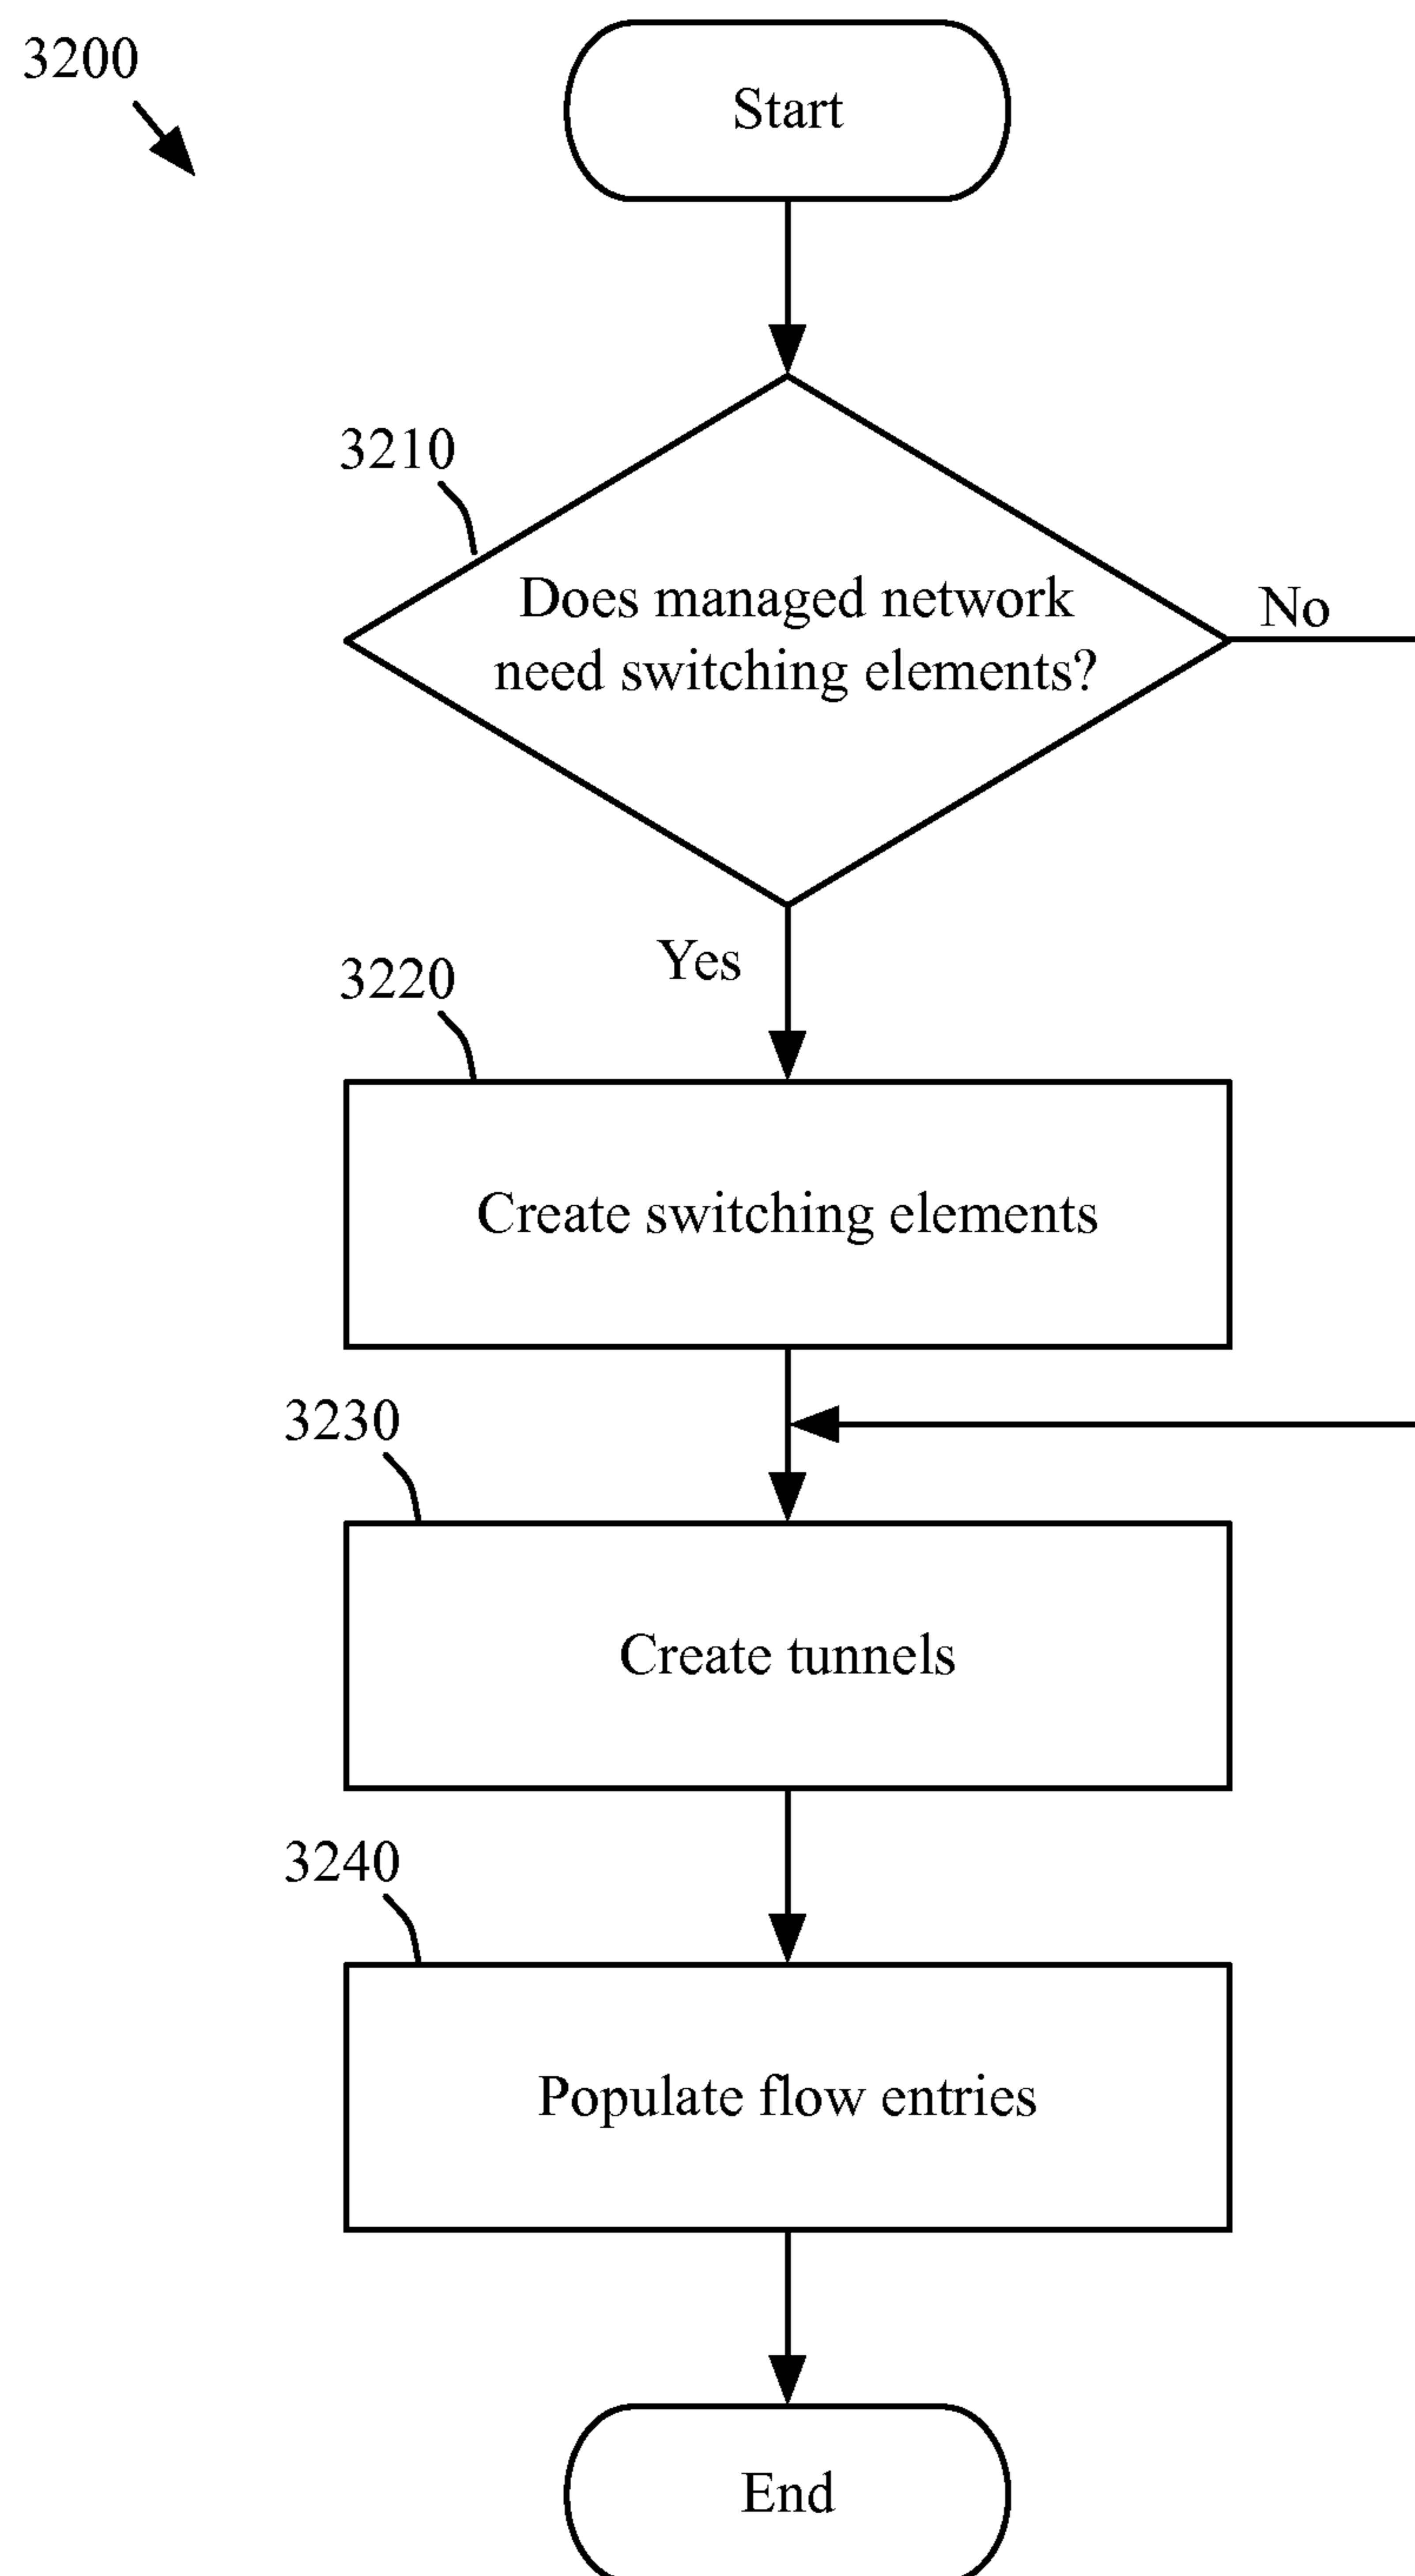 3200
Start
3210
Does managed network
need switching elements?
No
Yes
3220
Create switching elements
3230
Create tunnels
3240
Populate flow entries
End